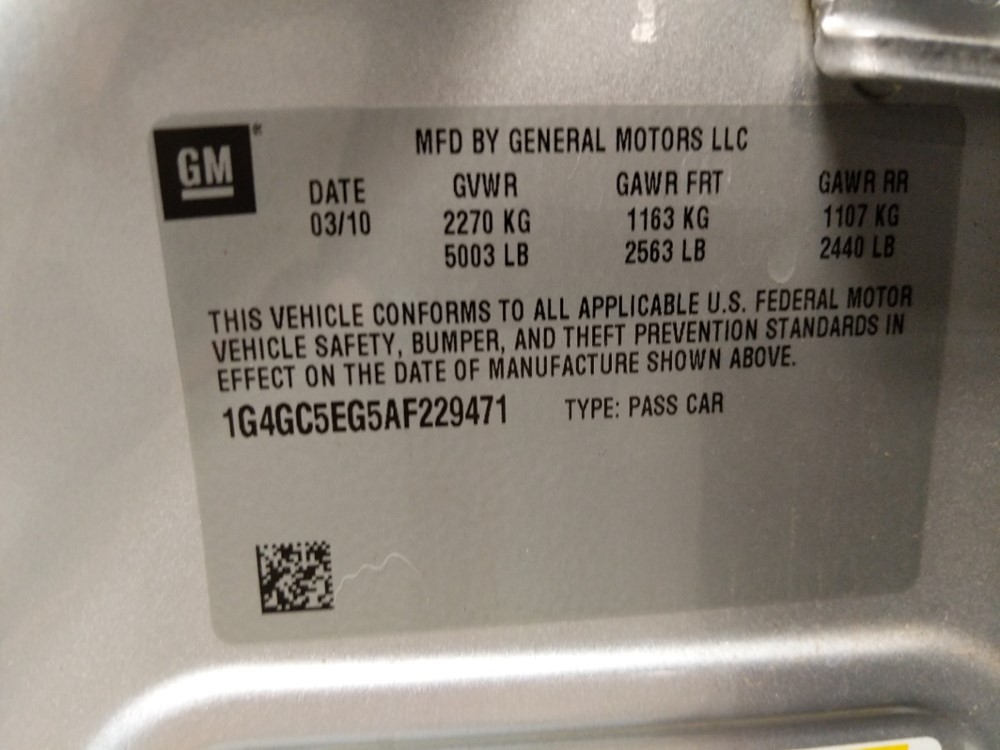 GM
MFD BY GENERAL MOTORS LLC
DATE GVWR GAWR FRT GAWR RR
03/10 2270 KG 1163 KG 1107 KG
5003 LB 2563 LB 2440 LB
THIS VEHICLE CONFORMS TO ALL APPLICABLE U.S. FEDERAL MOTOR
VEHICLE SAFETY, BUMPER, AND THEFT PREVENTION STANDARDS IN
EFFECT ON THE DATE OF MANUFACTURE SHOWN ABOVE.
1G4GC5EG5AF229471 TYPE: PASS CAR